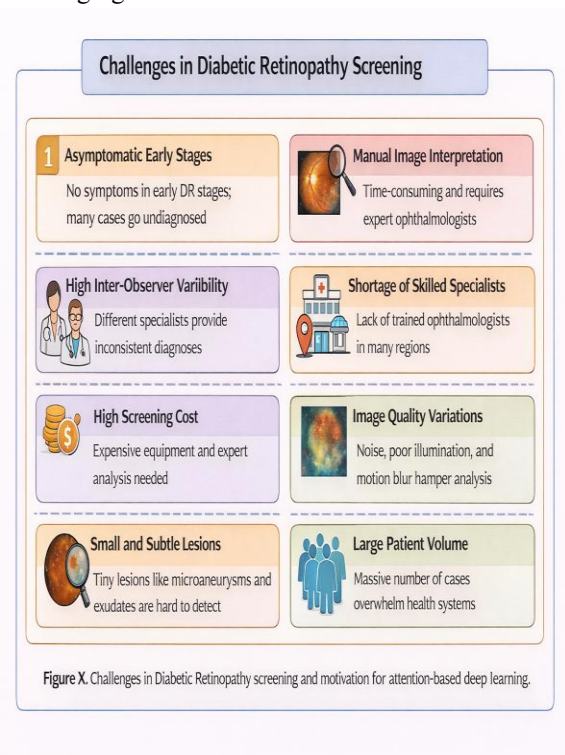 Challenges in Diabetic Retinopathy Screening
1 Asymptomatic Early Stages
No symptoms in early DR stages;
many cases go undiagnosed
Manual Image Interpretation
Time-consuming and requires
expert ophthalmologists
High Inter-Observer Variibility
Different specialists provide
inconsistent diagnoses
Shortage of Skilled Specialists
Lack of trained ophthalmologists
in many regions
High Screening Cost
$
Expensive equipment and expert
analysis needed
Image Quality Variations
Noise, poor illumination, and
motion blur hamper analysis
Small and Subtle Lesions
Tiny lesions like microaneurysms and
exudates are hard to detect
Large Patient Volume
Massive number of cases
overwhelm health systems
Figure X. Challenges in Diabetic Retinopathy screening and motivation for attention-based deep learning.